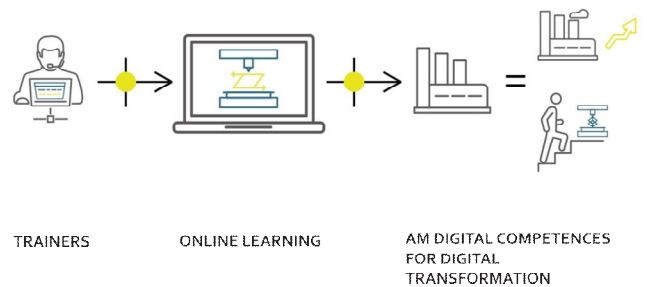 TRAINERS
ONLINE LEARNING
AM DIGITAL COMPETENCES
FOR DIGITAL
TRANSFORMATION